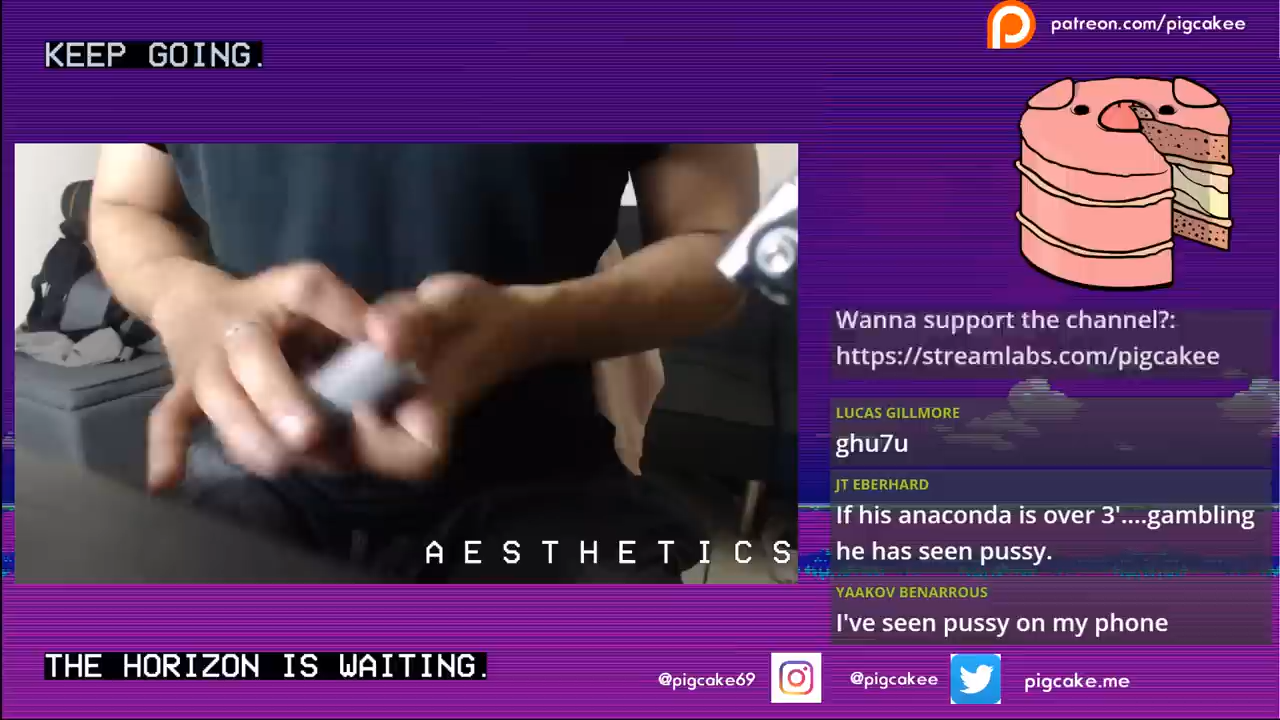 patreon.com/pigcakee
KEEP GOING.
Wanna support the channel?:
https://streamlabs.com/pigcakee
LUCAS GILLMORE
ghu7u
JT EBERHARD
If his anaconda is over 3'....gambling
he has seen pussy.
AESTHETICS
YAAKOV BENARROUS
I've seen pussy on my phone
THE HORIZON IS WAITING.
@pigcake69
@pigcakee
pigcake.me